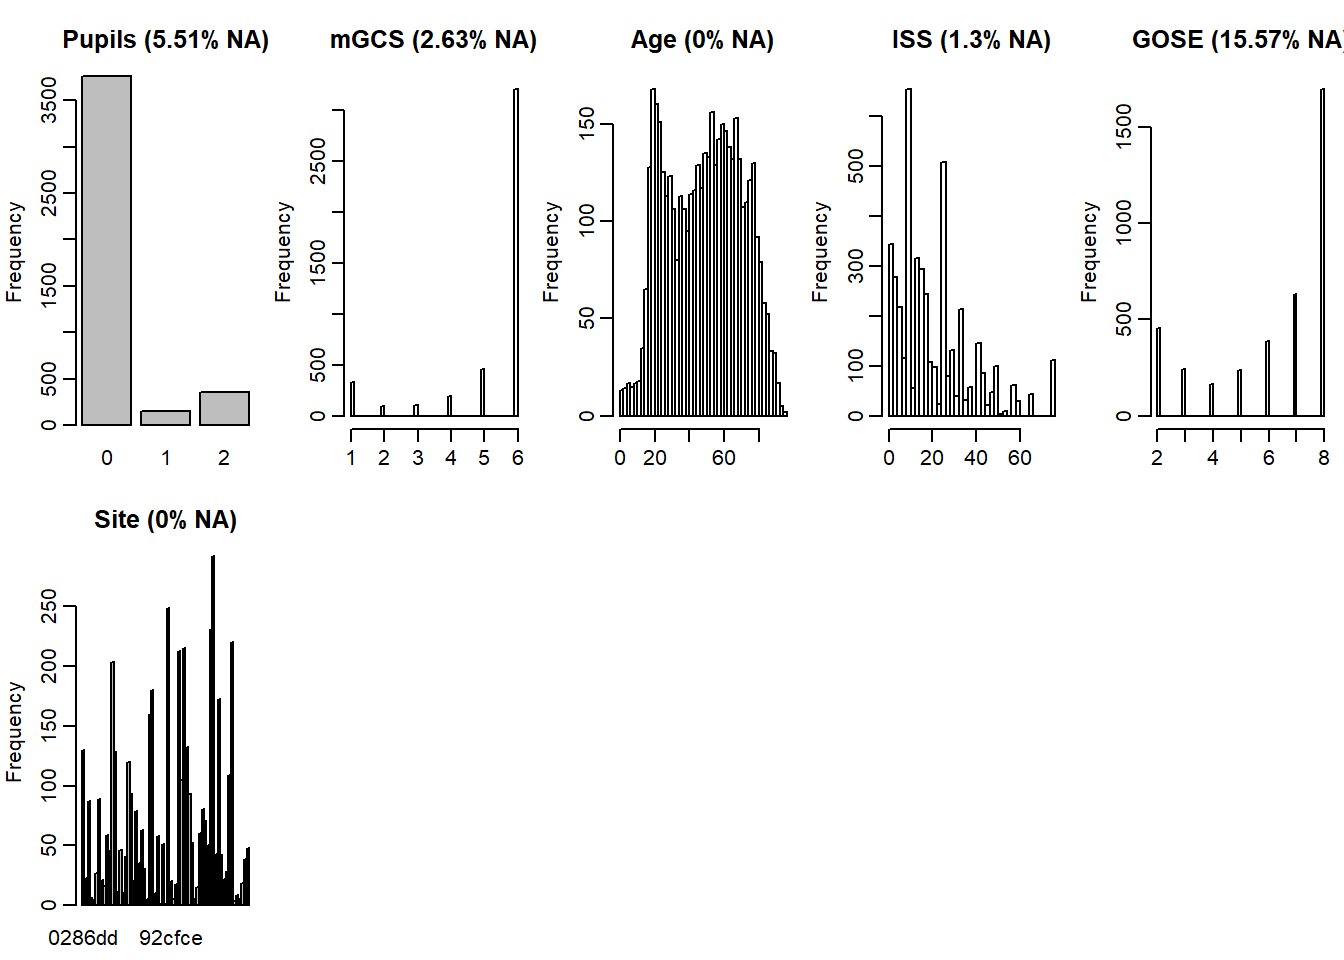 Pupils (5.51% NA)
Frequency
500
1500
2500
3500
0 1 2
mGCS (2.63% NA)
Frequency
0
500
1500
2500
1 2 3 4 5 6
Age (0% NA)
Frequency
0
50
100
150
0 20 60
ISS (1.3% NA)
Frequency
0
100
300
500
0 20 60
GOSE (15.57% NA)
Frequency
0
500
1000
1500
2 4 6 8
Site (0% NA)
Frequency
0
50
100
150
200
250
0286dd 92cfce